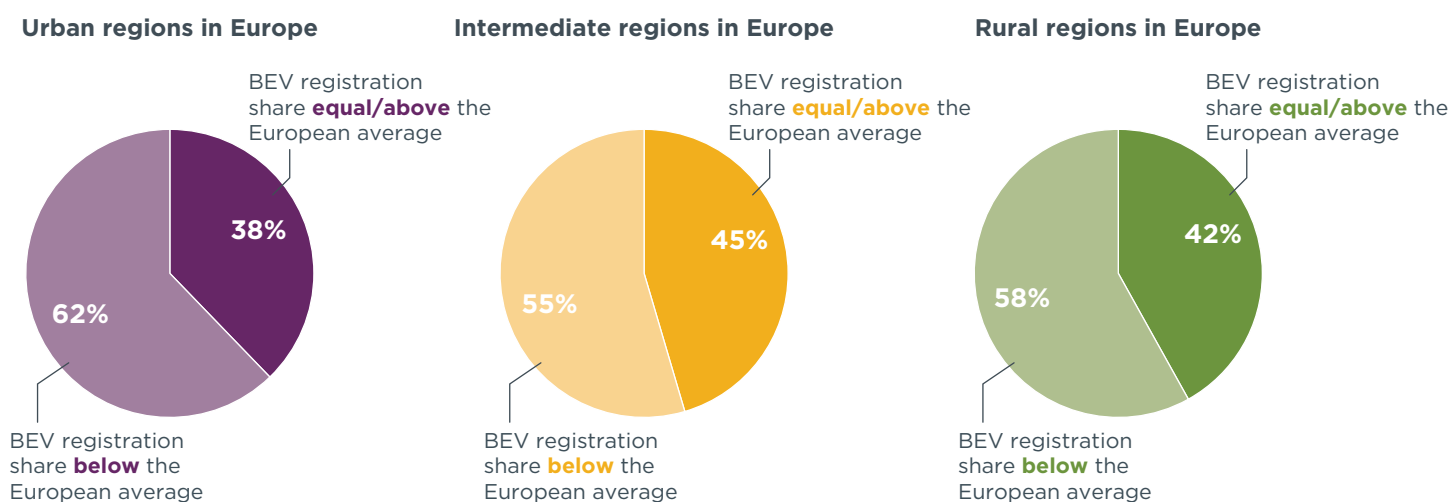 Urban regions in Europe
BEV registration
share equal/above the
European average
38%
62%
BEV registration
share below the
European average
Intermediate regions in Europe
BEV registration
share equal/above the
European average
45%
55%
BEV registration
share below the
European average
Rural regions in Europe
BEV registration
share equal/above the
European average
42%
58%
BEV registration
share below the
European average